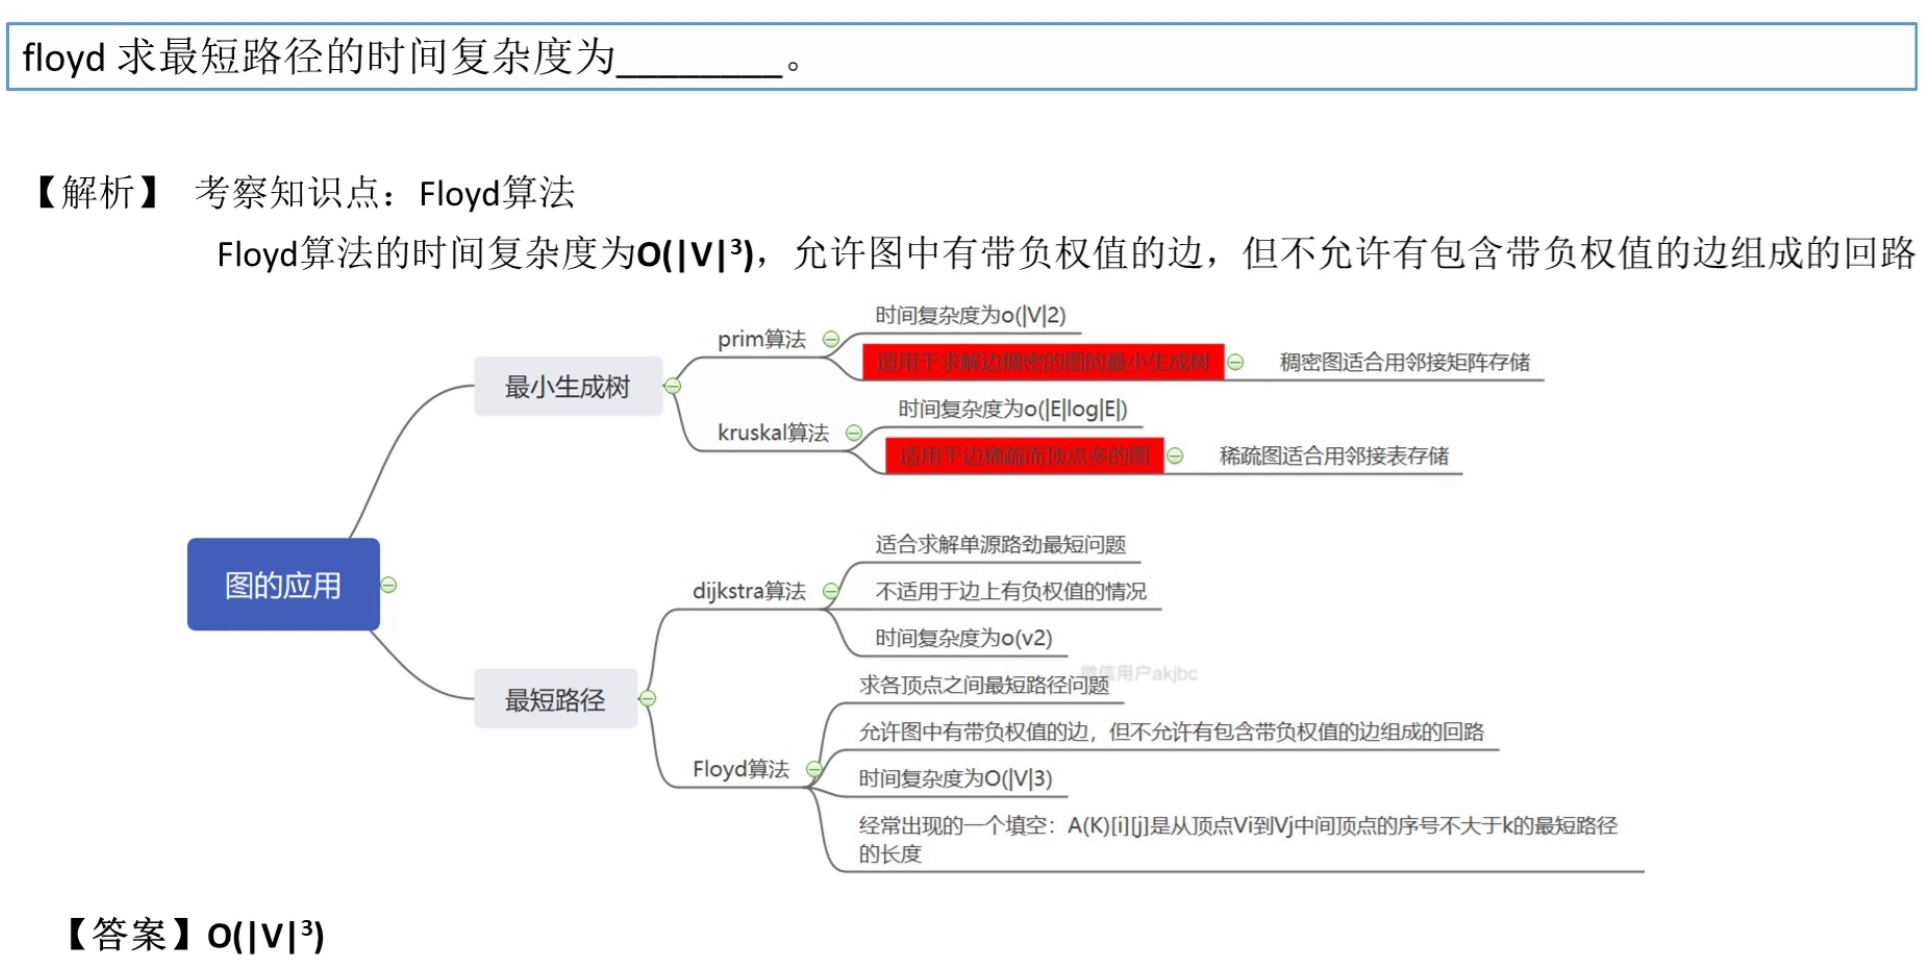 floyd 求最短路径的时间复杂度为________。
【解析】 考察知识点：Floyd算法
Floyd算法的时间复杂度为O(|V|³)，允许图中有带负权值的边，但不允许有包含带负权值的边组成的回路
时间复杂度为o(|V|2)
prim算法
适用于求解边稠密的图的最小生成树
稠密图适合用邻接矩阵存储
最小生成树
时间复杂度为o(|E|log|E|)
kruskal算法
适用于边稀疏而顶点多的图
稀疏图适合用邻接表存储
图的应用
适合求解单源路劲最短问题
dijkstra算法
不适用于边上有负权值的情况
时间复杂度为o(v2)
微信用户akjbc
最短路径
求各顶点之间最短路径问题
允许图中有带负权值的边，但不允许有包含带负权值的边组成的回路
Floyd算法
时间复杂度为O(|V|3)
经常出现的一个填空：A(K)[i][j]是从顶点Vi到Vj中间顶点的序号不大于k的最短路径
的长度
【答案】O(|V|³)